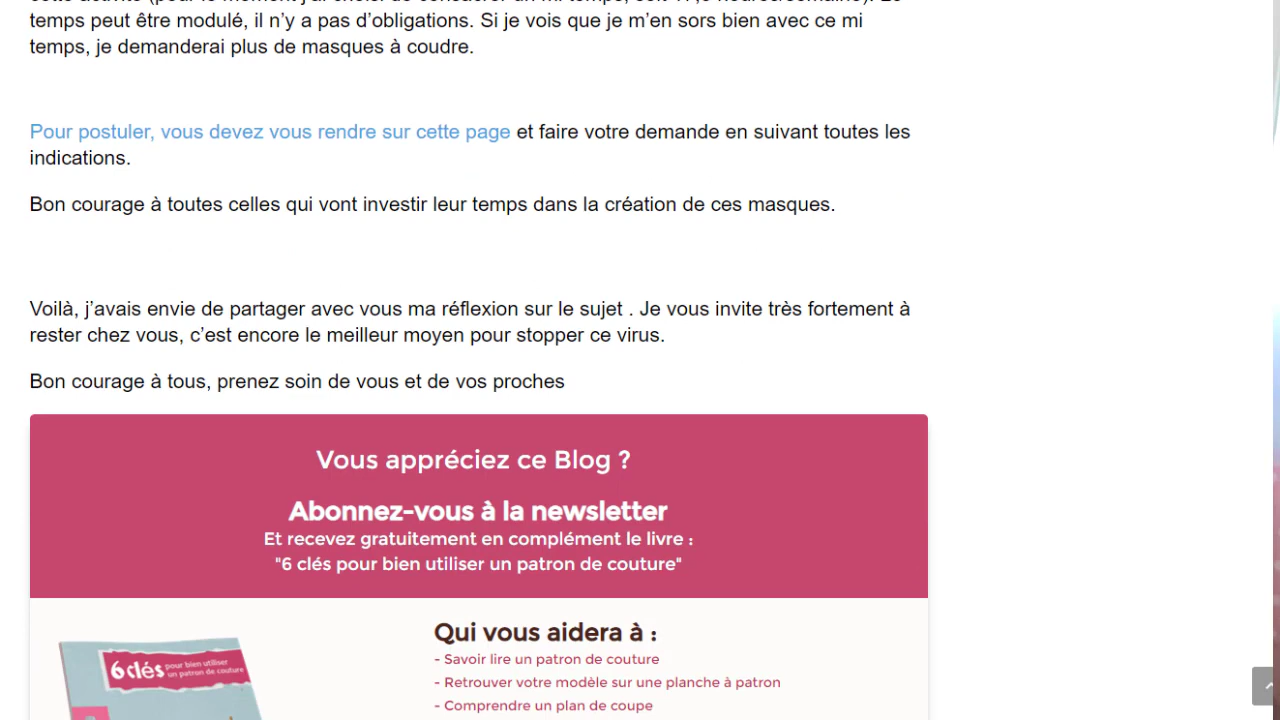 temps peut être modulé, il n’y a pas d’obligations. Si je vois que je m’en sors bien avec ce mi
temps, je demanderai plus de masques à coudre.
Pour postuler, vous devez vous rendre sur cette page et faire votre demande en suivant toutes les
indications.
Bon courage à toutes celles qui vont investir leur temps dans la création de ces masques.
Voilà, j’avais envie de partager avec vous ma réflexion sur le sujet . Je vous invite très fortement à
rester chez vous, c’est encore le meilleur moyen pour stopper ce virus.
Bon courage à tous, prenez soin de vous et de vos proches
Vous appréciez ce Blog ?
Abonnez-vous à la newsletter
Et recevez gratuitement en complément le livre :
"6 clés pour bien utiliser un patron de couture"
6 clés pour bien utiliser
un patron de couture
Qui vous aidera à :
- Savoir lire un patron de couture
- Retrouver votre modèle sur une planche à patron
- Comprendre un plan de coupe